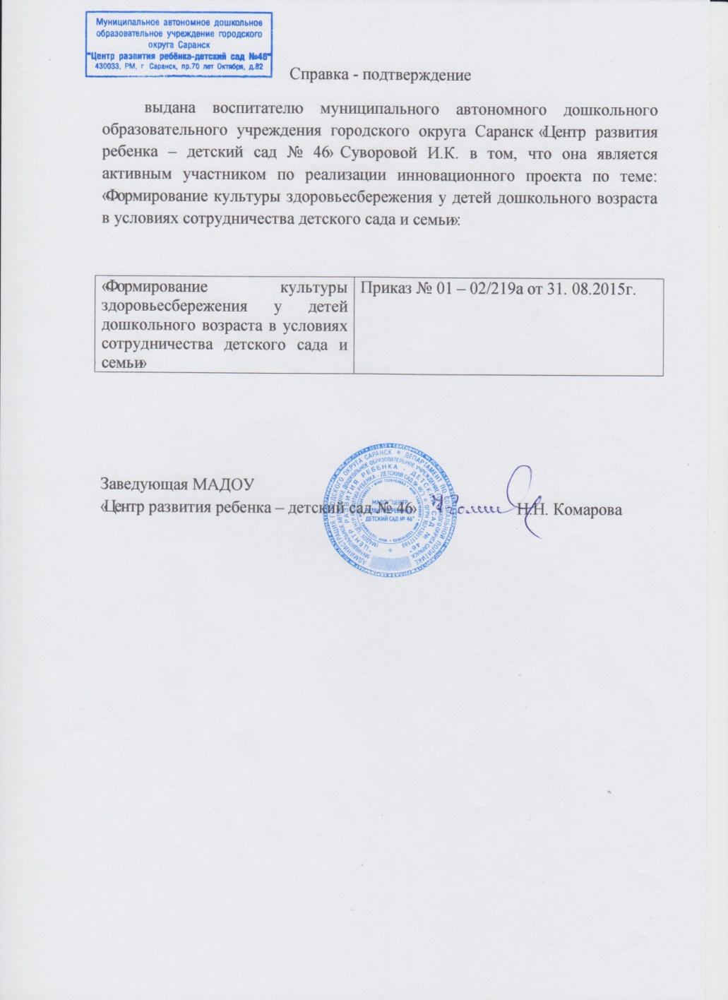 Муниципальное автономное дошкольное
образовательное учреждение городского
округа Саранск
"Центр развития ребёнка-детский сад №46"
430033, РМ, г Саранск, пр.70 лет Октября, д.82
Справка - подтверждение
выдана воспитателю муниципального автономного дошкольного
образовательного учреждения городского округа Саранск «Центр развития
ребенка – детский сад № 46» Суворовой И.К. в том, что она является
активным участником по реализации инновационного проекта по теме:
«Формирование культуры здоровьесбережения у детей дошкольного возраста
в условиях сотрудничества детского сада и семьи»:
«Формирование культуры
здоровьесбережения у детей
дошкольного возраста в условиях
сотрудничества детского сада и
семьи»
Приказ № 01 – 02/219а от 31. 08.2015г.
Заведующая МАДОУ
«Центр развития ребенка – детский сад № 46»
Н.Н. Комарова
МАДОУ "ЦЕНТР
РАЗВИТИЯ РЕБЕНКА -
ДЕТСКИЙ САД № 46"